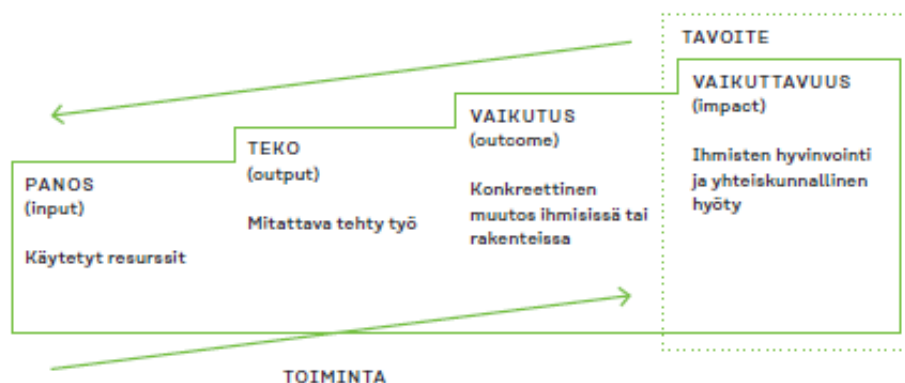 TAVOITE
VAIKUTTAVUUS
(impact)
Ihmisten hyvinvointi
ja yhteiskunnallinen
hyöty
VAIKUTUS
(outcome)
Konkreettinen
muutos ihmisissä tai
rakenteissa
TEKO
(output)
Mitattava tehty työ
PANOS
(input)
Käytetyt resurssit
TOIMINTA